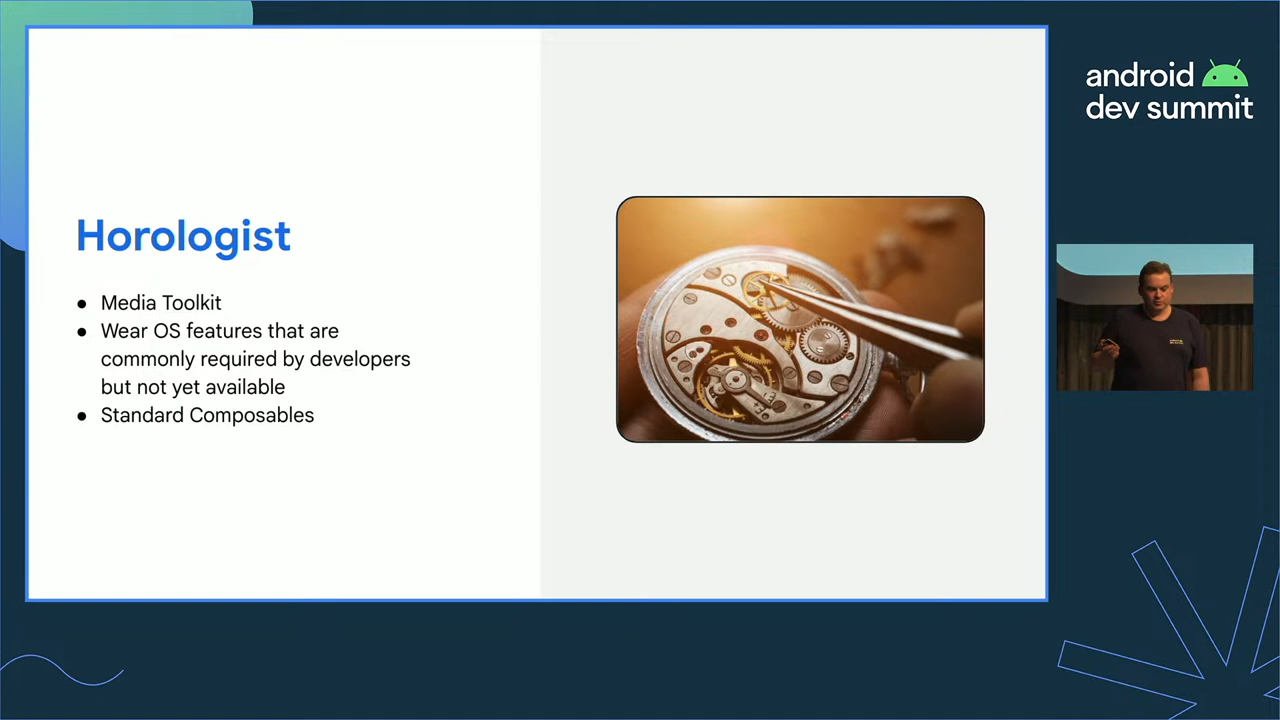 Horologist
● Media Toolkit
● Wear OS features that are
commonly required by developers
but not yet available
● Standard Composables
android
dev summit